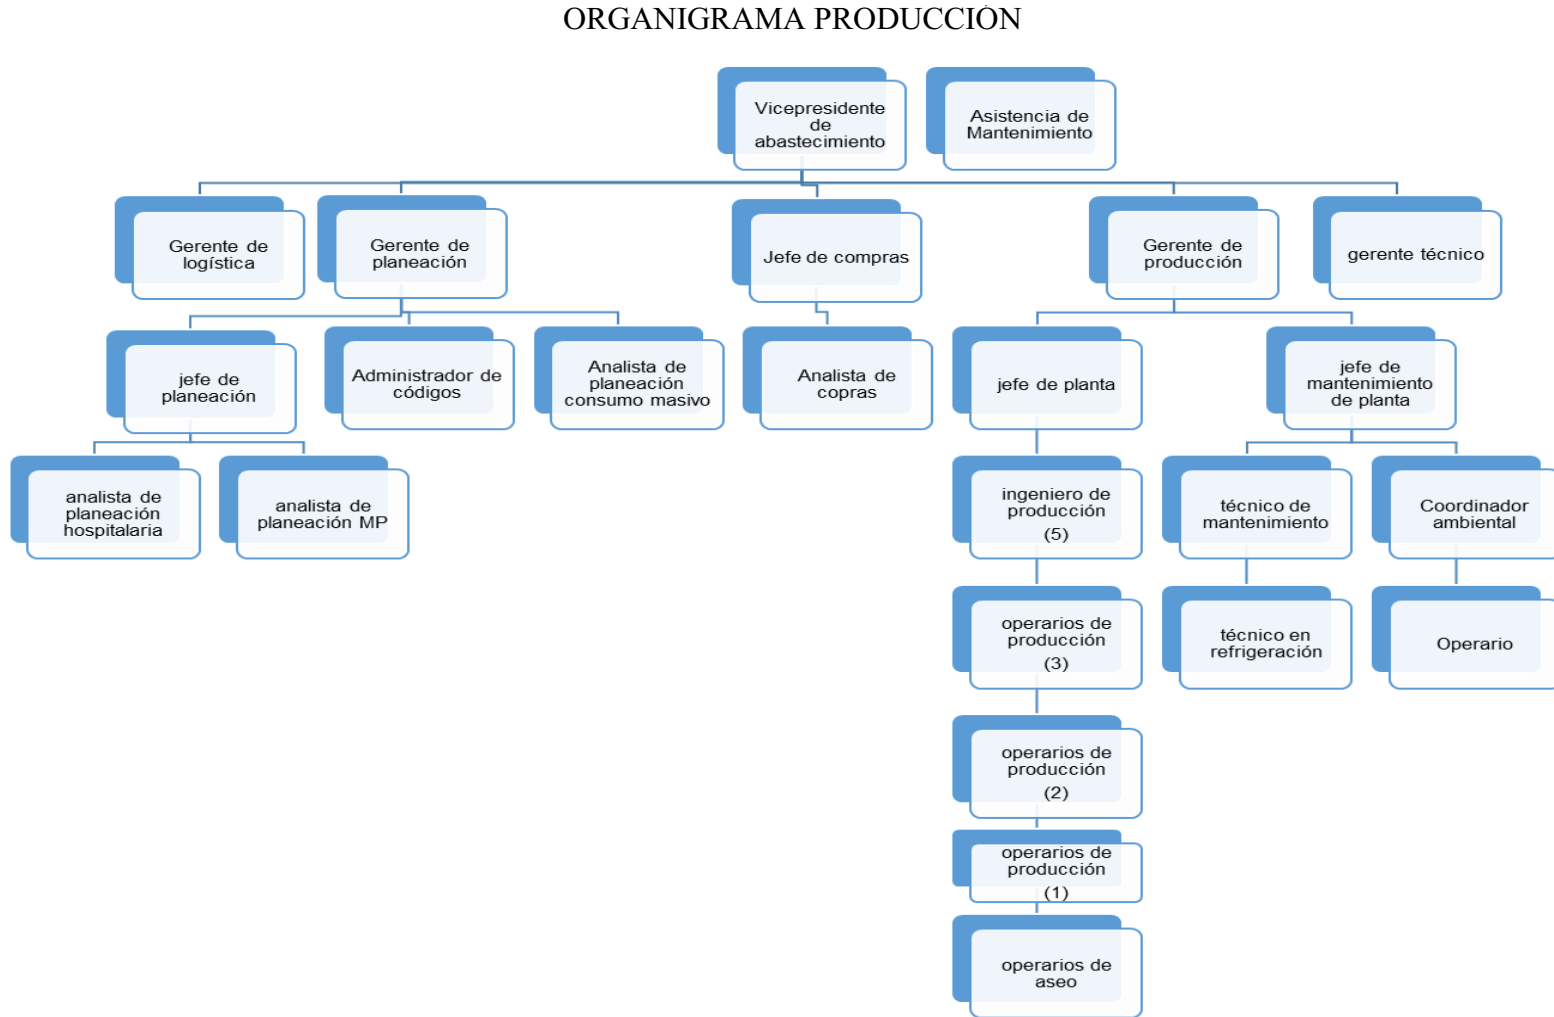 ORGANIGRAMA PRODUCCIÓN
Vicepresidente
de
abastecimiento
Asistencia de
Mantenimiento
Gerente de
logística
Gerente de
planeación
Jefe de compras
Gerente de
producción
gerente técnico
jefe de
planeación
Administrador de
códigos
Analista de
planeación
consumo masivo
Analista de
copras
jefe de planta
jefe de
mantenimiento
de planta
analista de
planeación
hospitalaria
analista de
planeación MP
ingeniero de
producción
(5)
técnico de
mantenimiento
Coordinador
ambiental
operarios de
producción
(3)
técnico en
refrigeración
Operario
operarios de
producción
(2)
operarios de
producción
(1)
operarios de
aseo